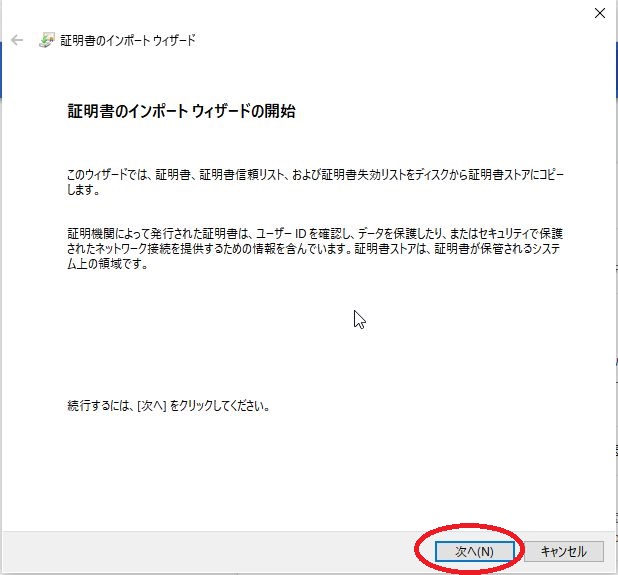 証明書のインポート ウィザード
証明書のインポート ウィザードの開始
このウィザードでは、証明書、証明書信頼リスト、および証明書失効リストをディスクから証明書ストアにコピー
します。
証明機関によって発行された証明書は、ユーザー ID を確認し、データを保護したり、またはセキュリティで保護
されたネットワーク接続を提供するための情報を含んでいます。証明書ストアは、証明書が保管されるシステ
ム上の領域です。
続行するには、[次へ] をクリックしてください。
次へ(N)
キャンセル